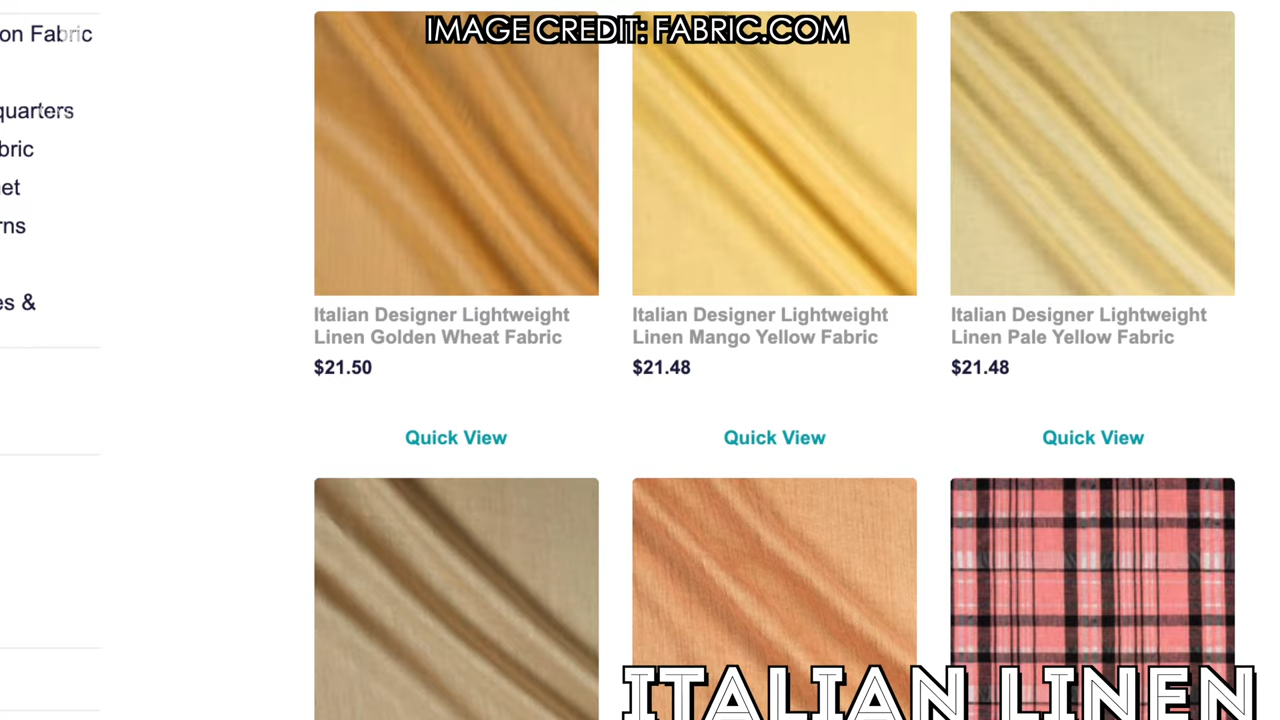 IMAGE CREDIT: FABRIC.COM
on Fabric
quarters
bric
et
rns
es &
Italian Designer Lightweight
Linen Golden Wheat Fabric
$21.50
Quick View
Italian Designer Lightweight
Linen Mango Yellow Fabric
$21.48
Quick View
Italian Designer Lightweight
Linen Pale Yellow Fabric
$21.48
Quick View
ITALIAN LINEN